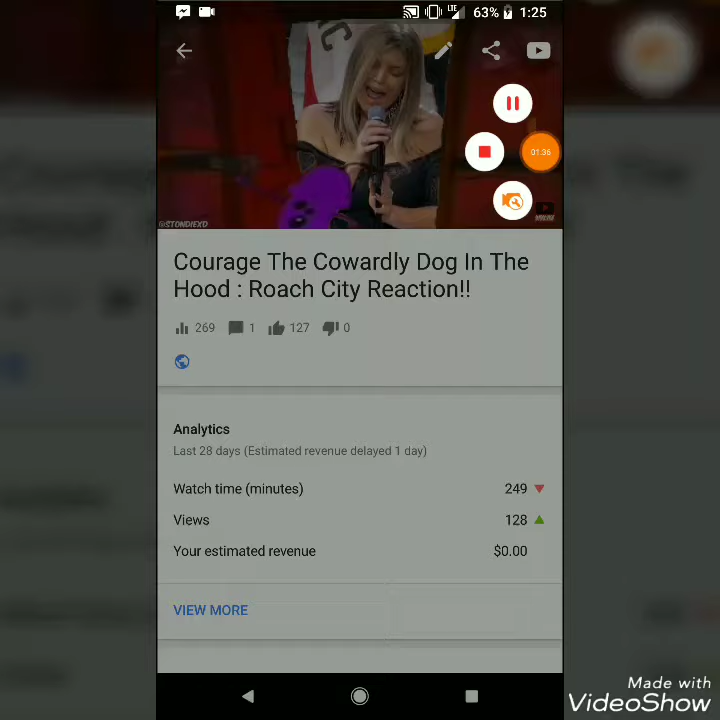 LTE 63% 1:25
01:36
@STONDIEXD
Courage The Cowardly Dog In The
Hood : Roach City Reaction!!
269 1 127 0
Analytics
Last 28 days (Estimated revenue delayed 1 day)
Watch time (minutes) 249
Views 128
Your estimated revenue $0.00
VIEW MORE
Made with
VideoShow